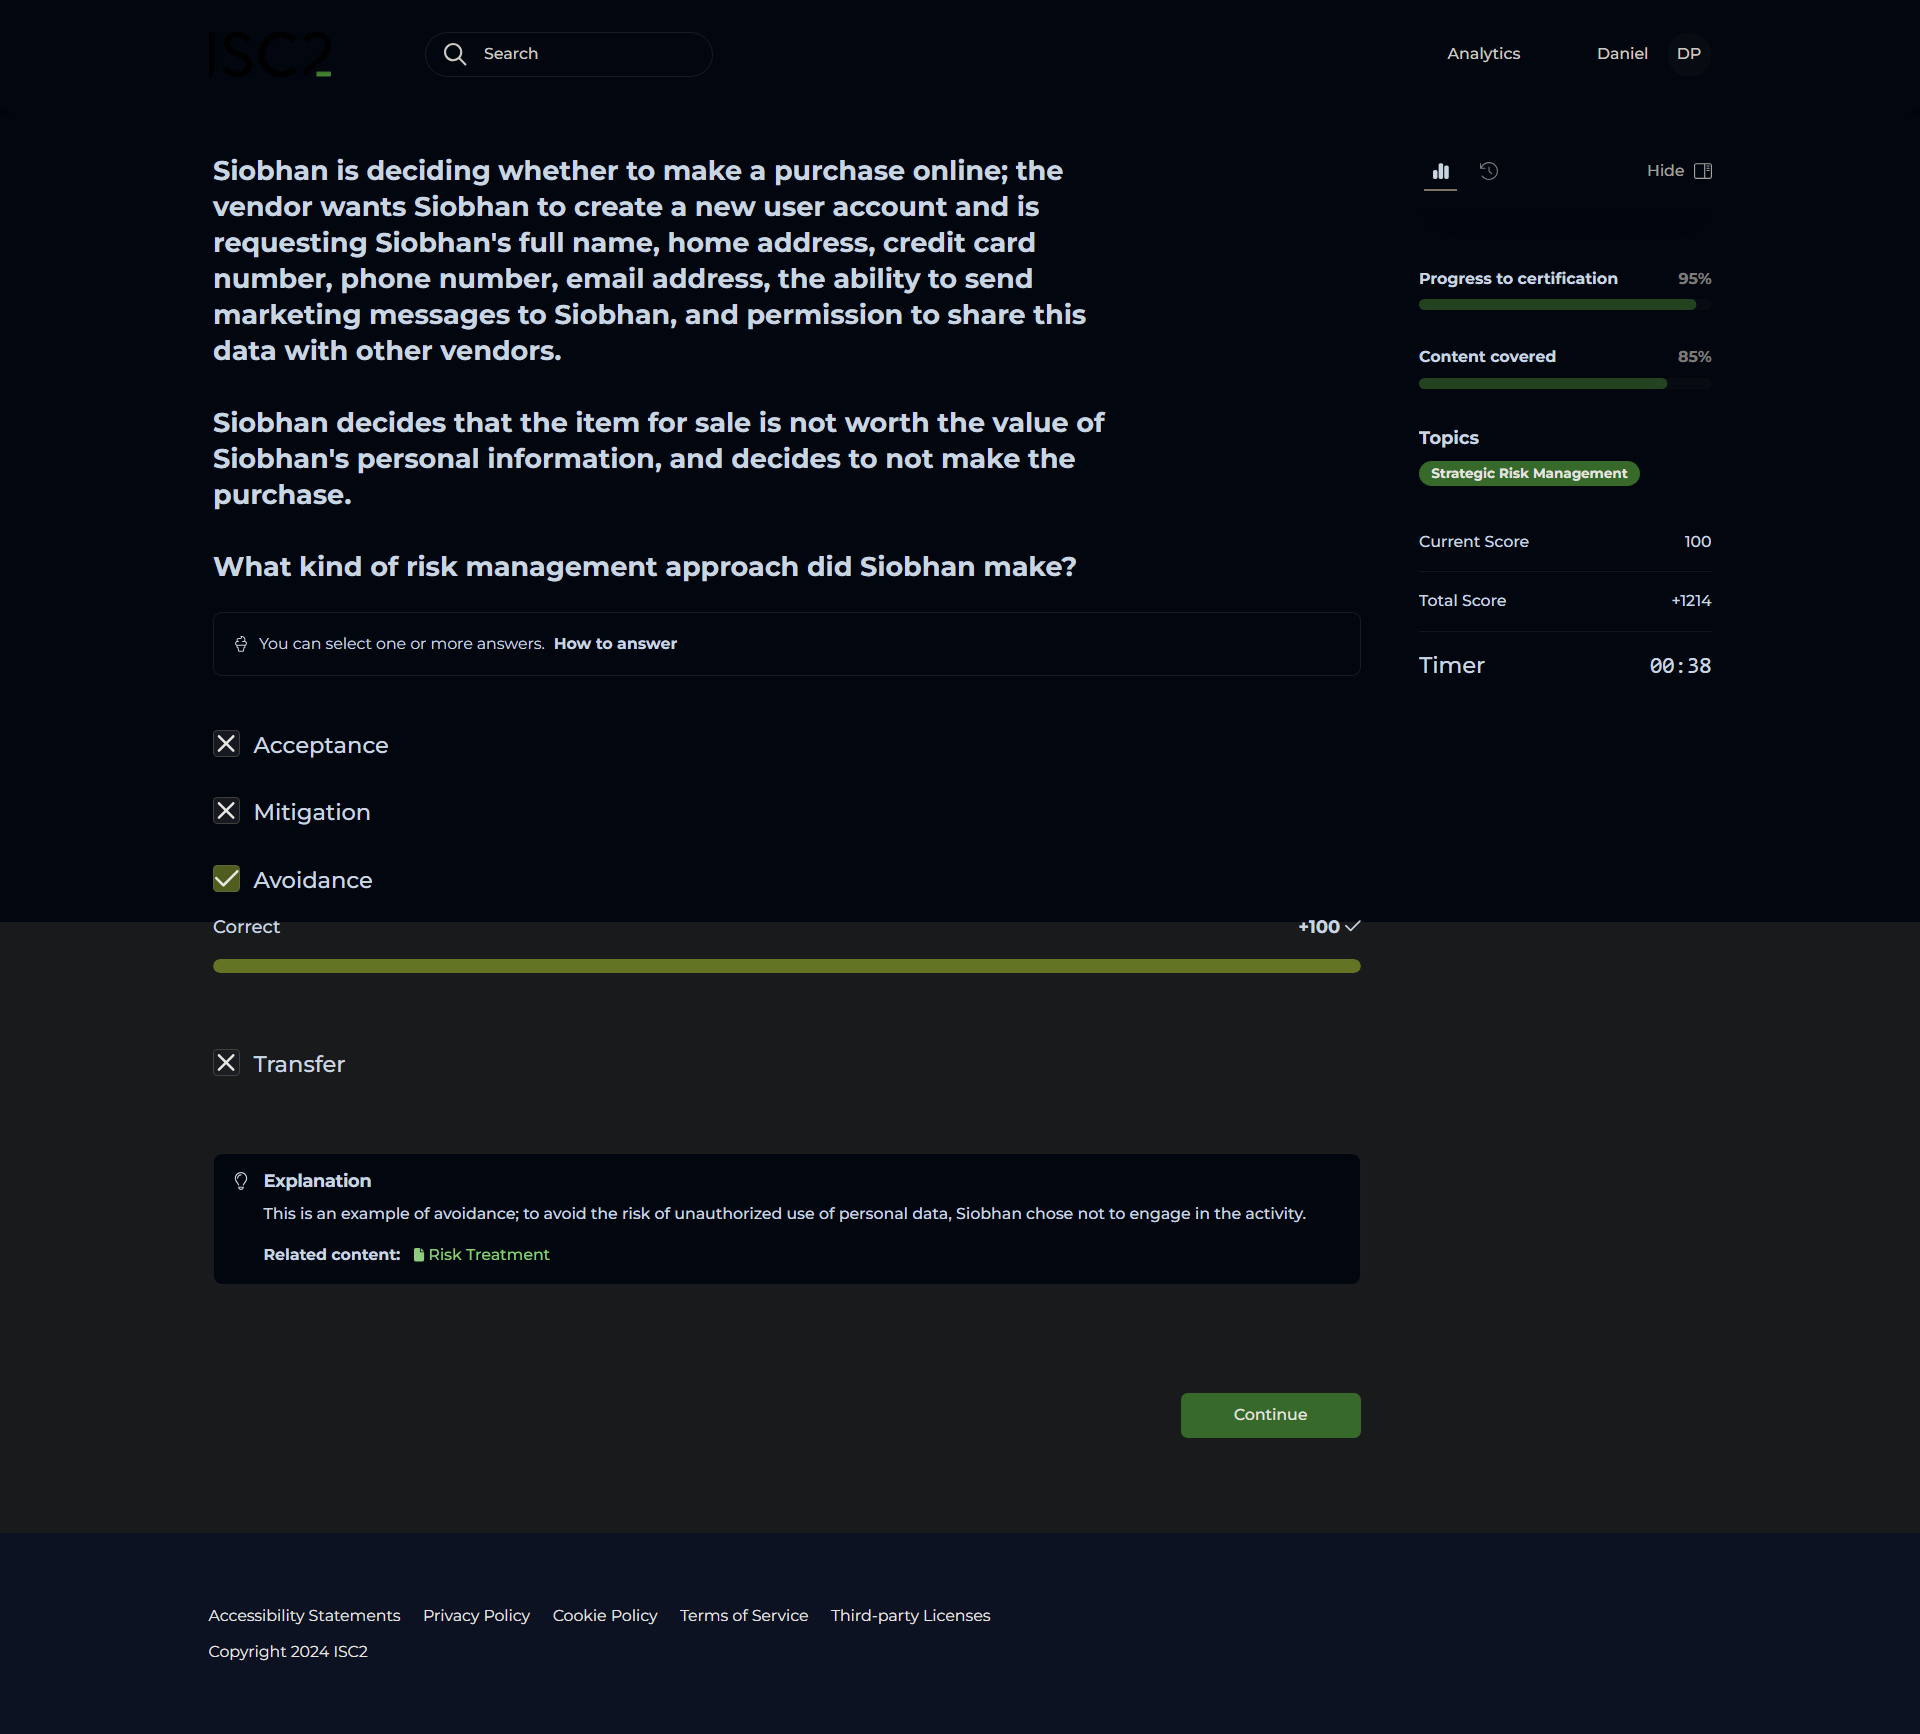 ISC2
Search
Analytics
Daniel
DP
Siobhan is deciding whether to make a purchase online; the
vendor wants Siobhan to create a new user account and is
requesting Siobhan's full name, home address, credit card
number, phone number, email address, the ability to send
marketing messages to Siobhan, and permission to share this
data with other vendors.
Siobhan decides that the item for sale is not worth the value of
Siobhan's personal information, and decides to not make the
purchase.
What kind of risk management approach did Siobhan make?
You can select one or more answers. How to answer
Acceptance
Mitigation
Avoidance
Correct +100
Transfer
Explanation
This is an example of avoidance; to avoid the risk of unauthorized use of personal data, Siobhan chose not to engage in the activity.
Related content: Risk Treatment
Continue
Hide
Progress to certification 95%
Content covered 85%
Topics
Strategic Risk Management
Current Score 100
Total Score +1214
Timer 00:38
Accessibility Statements Privacy Policy Cookie Policy Terms of Service Third-party Licenses
Copyright 2024 ISC2